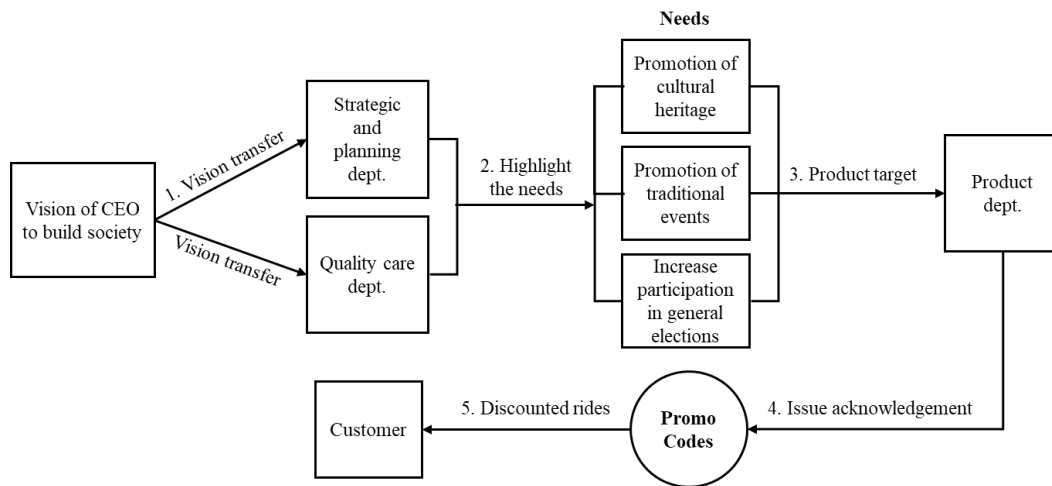 Needs
Promotion of
cultural
heritage
Strategic
and
planning
dept.
1. Vision transfer
2. Highlight
the needs
Promotion of
traditional
events
3. Product target
Product
dept.
Vision of CEO
to build society
Vision transfer
Quality care
dept.
Increase
participation
in general
elections
Customer
5. Discounted rides
Promo
Codes
4. Issue acknowledgement